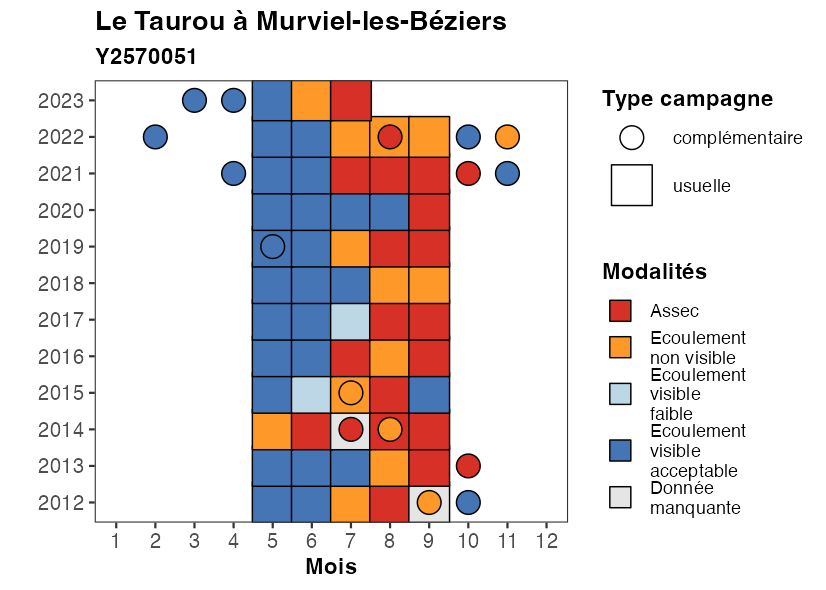 Le Taurou à Murviel-les-Béziers
Y2570051
2023
2022
2021
2020
2019
2018
2017
2016
2015
2014
2013
2012
1 2 3 4 5 6 7 8 9 10 11 12
Mois
Type campagne
complémentaire
usuelle
Modalités
Assec
Ecoulement
non visible
Ecoulement
visible
faible
Ecoulement
visible
acceptable
Donnée
manquante